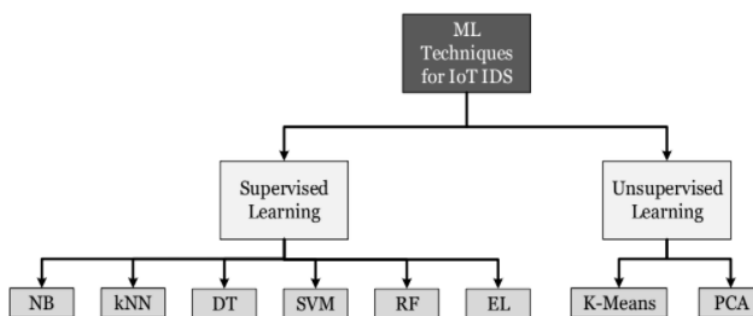 ML
Techniques
for IoT IDS
Supervised
Learning
Unsupervised
Learning
NB
kNN
DT
SVM
RF
EL
K-Means
PCA